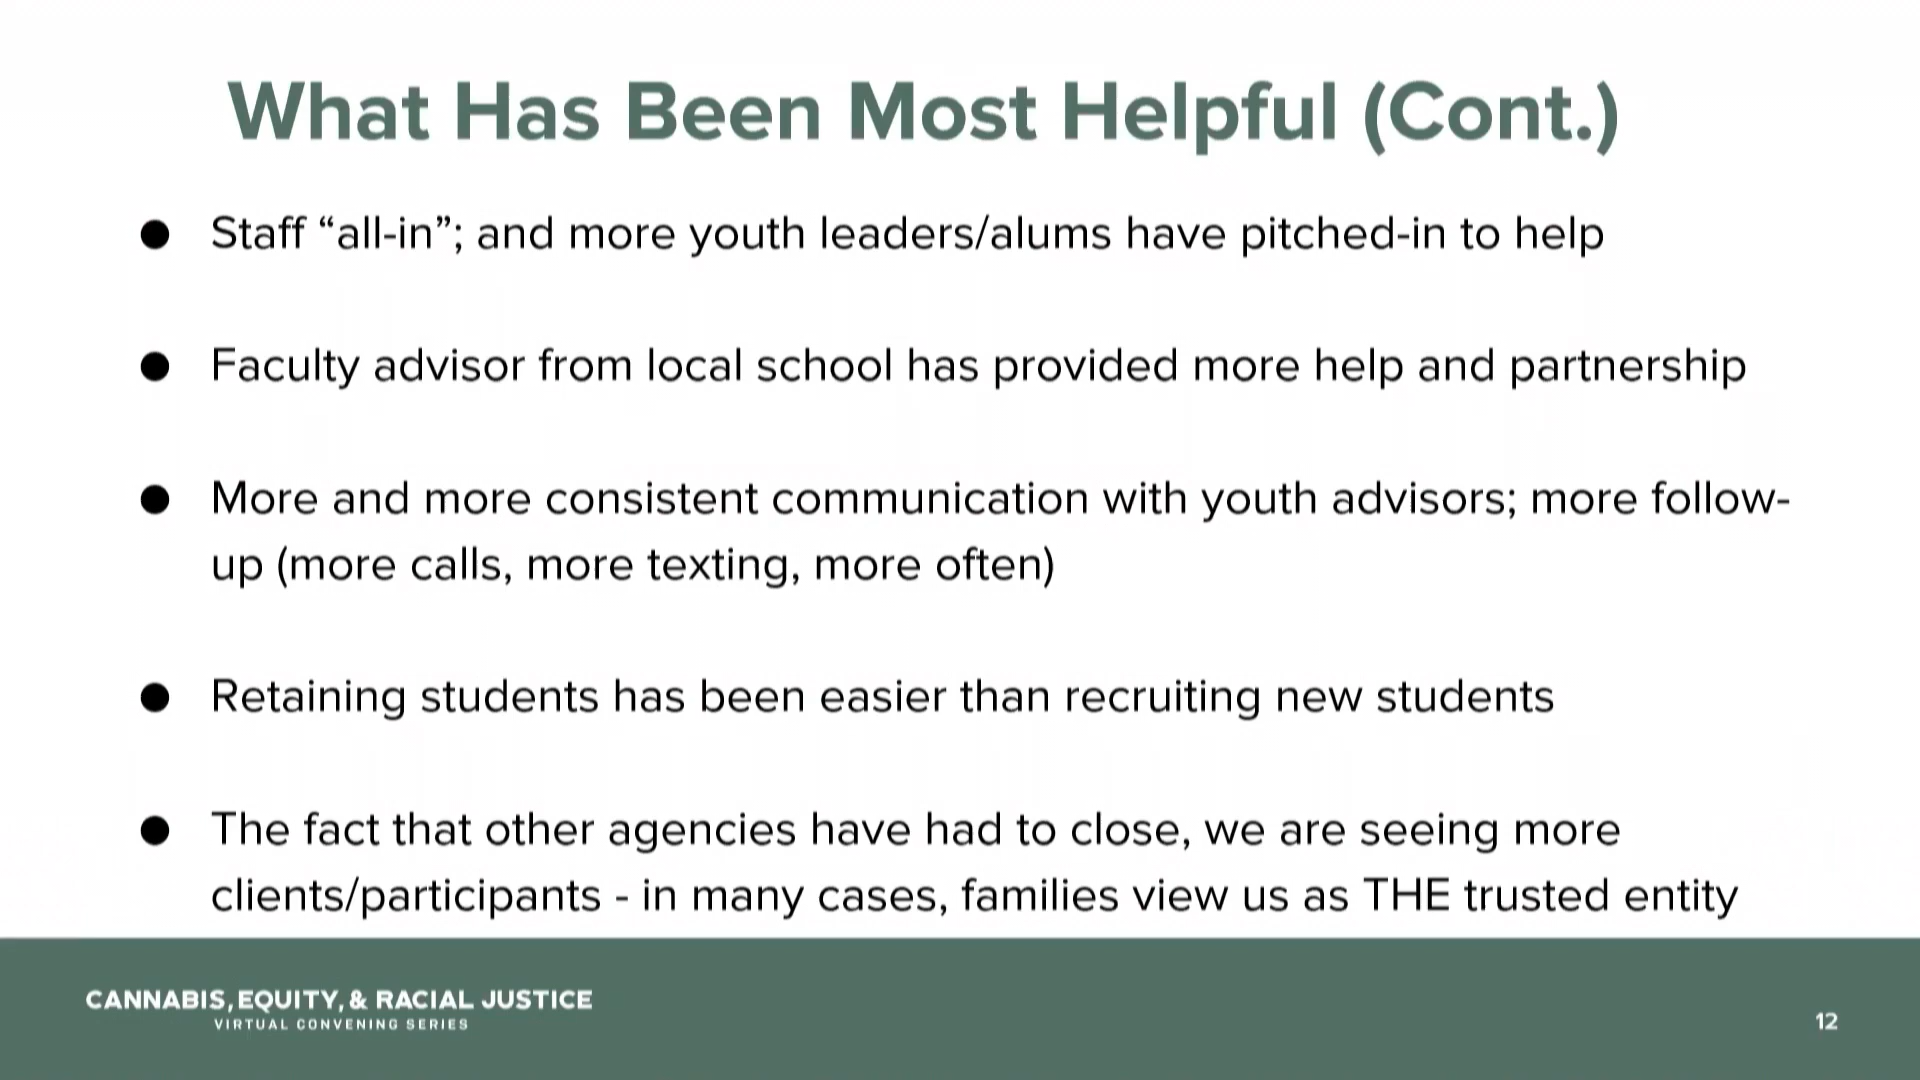 What Has Been Most Helpful (Cont.)
● Staff “all-in”; and more youth leaders/alums have pitched-in to help
● Faculty advisor from local school has provided more help and partnership
● More and more consistent communication with youth advisors; more follow-
up (more calls, more texting, more often)
● Retaining students has been easier than recruiting new students
● The fact that other agencies have had to close, we are seeing more
clients/participants - in many cases, families view us as THE trusted entity
CANNABIS, EQUITY, & RACIAL JUSTICE
VIRTUAL CONVENING SERIES
12